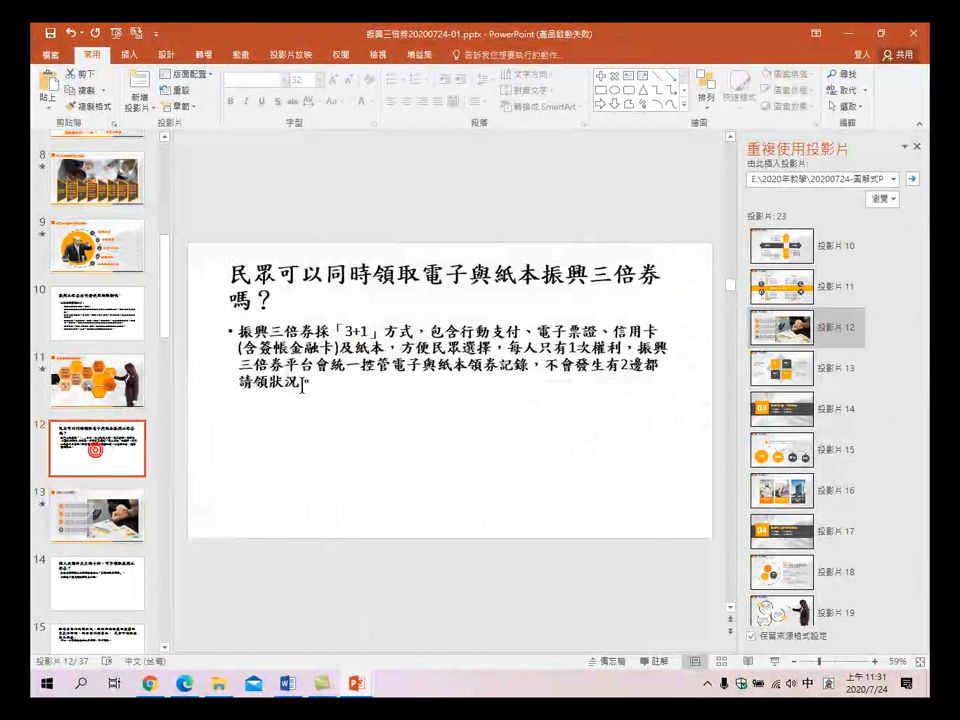 振興三倍券20200724-01.pptx - PowerPoint (產品啟動失敗)
檔案 常用 插入 設計 轉場 動畫 投影片放映 校閱 檢視 增益集 告訴我您想要執行的動作... 登入 共用
貼上 剪下 複製 複製格式 剪貼簿
新增投影片 版面配置 重設 章節 投影片
32 字型
文字方向 對齊文字 轉換成 SmartArt 段落
排列 快速樣式 圖案填滿 圖案外框 圖案效果 繪圖
尋找 取代 選取 編輯
8
9
10
11
12
13
14
15
民眾可以同時領取電子與紙本振興三倍券
嗎？
• 振興三倍券採「3+1」方式，包含行動支付、電子票證、信用卡
(含簽帳金融卡)及紙本，方便民眾選擇，每人只有1次權利，振興
三倍券平台會統一控管電子與紙本領券記錄，不會發生有2邊都
請領狀況。
重複使用投影片
由此插入投影片:
E:\2020年教學\20200724-圖解式P
瀏覽
投影片: 23
投影片 10
投影片 11
投影片 12
投影片 13
03 投影片 14
投影片 15
投影片 16
04 投影片 17
投影片 18
投影片 19
保留來源格式設定
投影片 12/ 37 中文 (台灣) 備忘稿 註解 59%
中 上午 11:31
2020/7/24